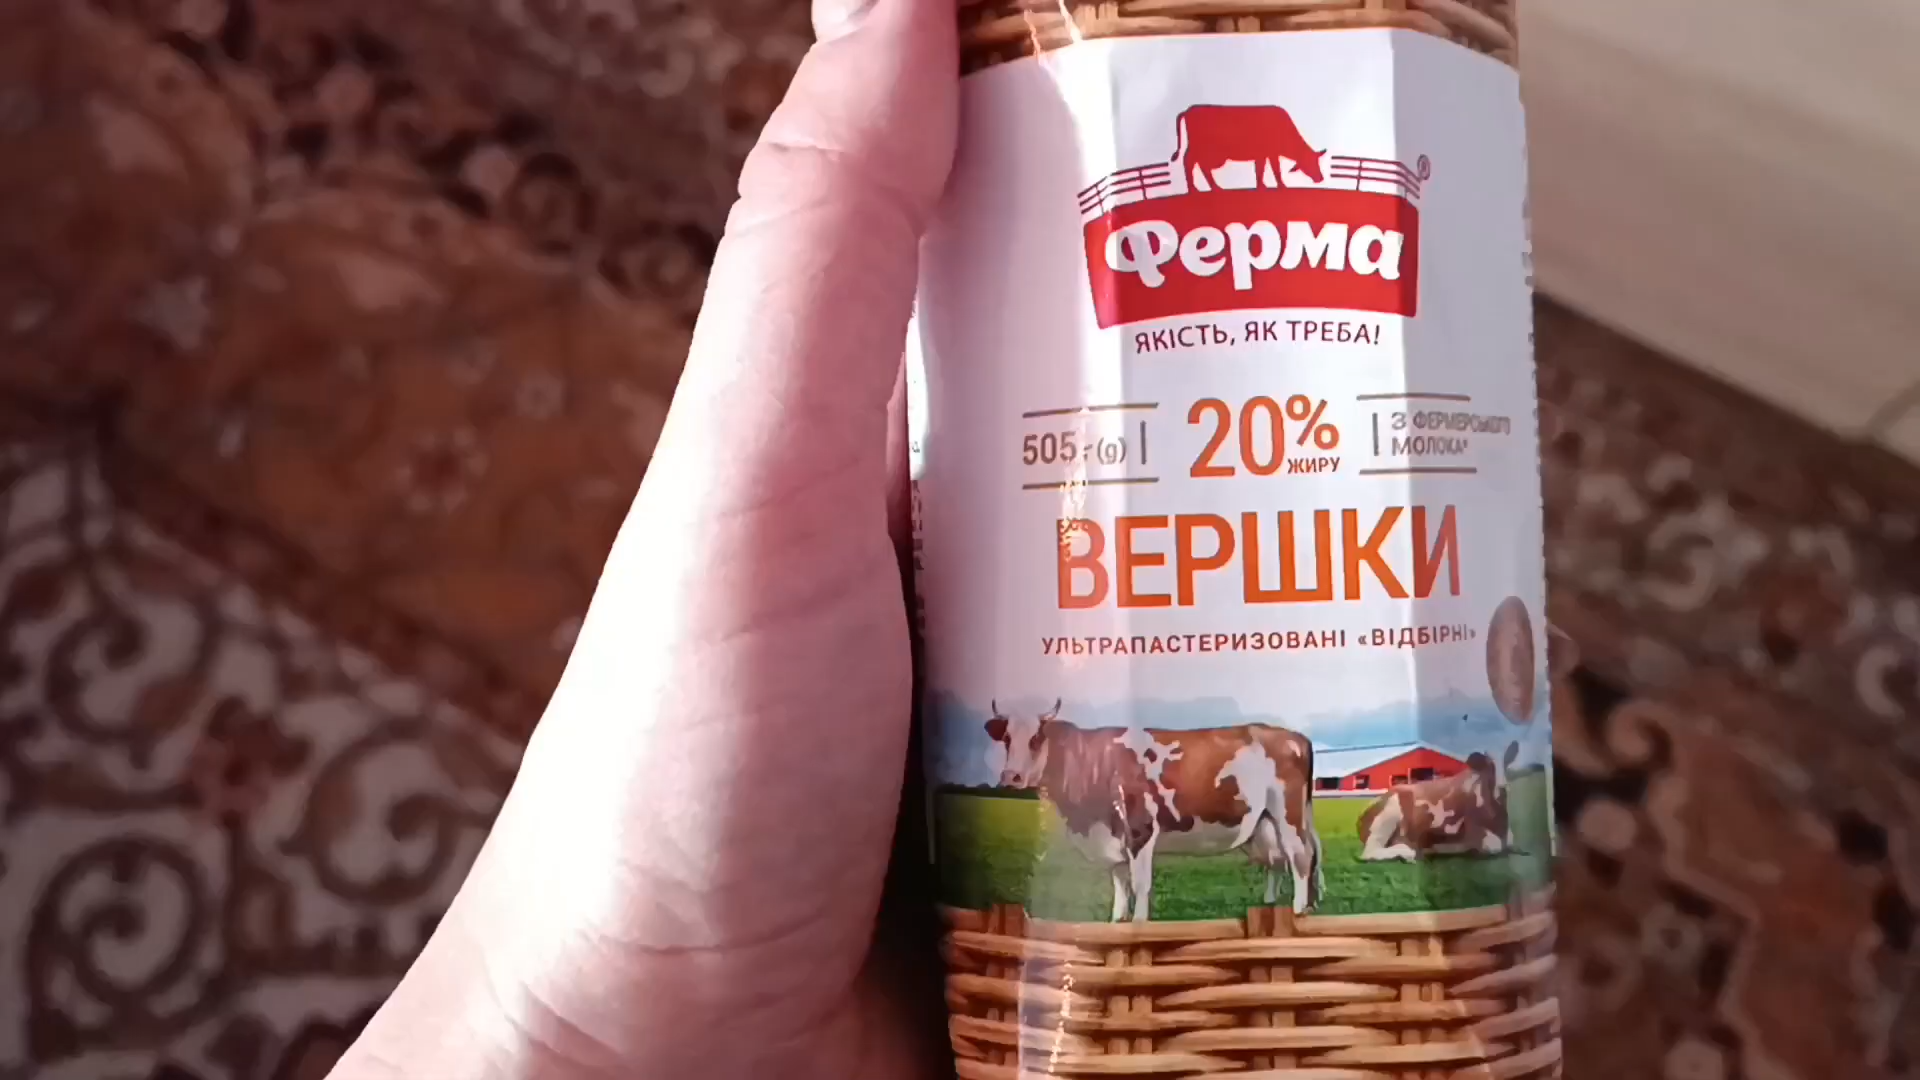 ®
Ферма
ЯКІСТЬ, ЯК ТРЕБА!
505 г (g)
20%
ЖИРУ
З ФЕРМЕРСЬКОГО
МОЛОКА*
ВЕРШКИ
УЛЬТРАПАСТЕРИЗОВАНІ «ВІДБІРНІ»